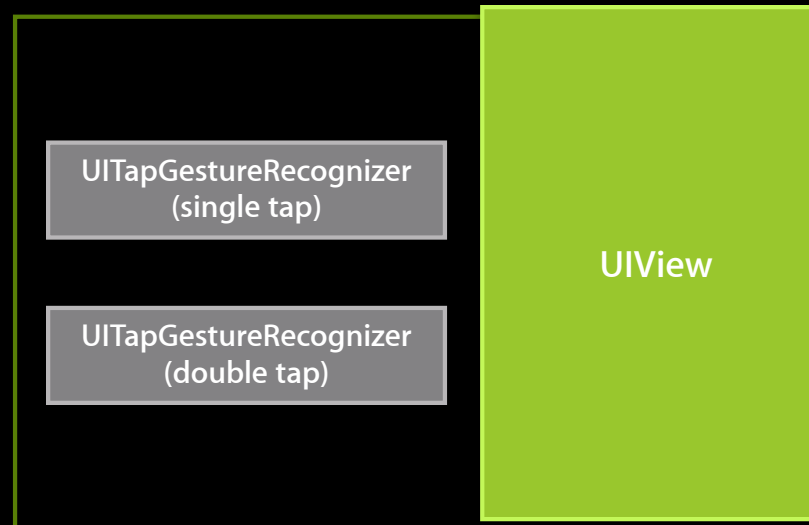 UITapGestureRecognizer
(single tap)
UITapGestureRecognizer
(double tap)
UIView